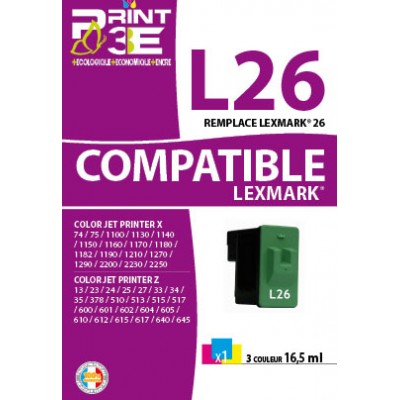 PRINT
3E
+ECOLOGIQUE+ECONOMIQUE+ENCRE
L26
REMPLACE LEXMARK® 26
COMPATIBLE
LEXMARK®
COLOR JET PRINTER X
74 / 75 / 1100 / 1130 / 1140
/ 1150 / 1160 / 1170 / 1180 /
1182 / 1190 / 1210 / 1270 /
1290 / 2200 / 2230 / 2250
COLOR JET PRINTER Z
13 / 23 / 24 / 25 / 27 / 33 / 34 /
35 / 378 / 510 / 513 / 515 / 517
/ 600 / 601 / 602 / 604 / 605 /
610 / 612 / 615 / 617 / 640 / 645
L26
x1
3 COULEUR 16,5 ml